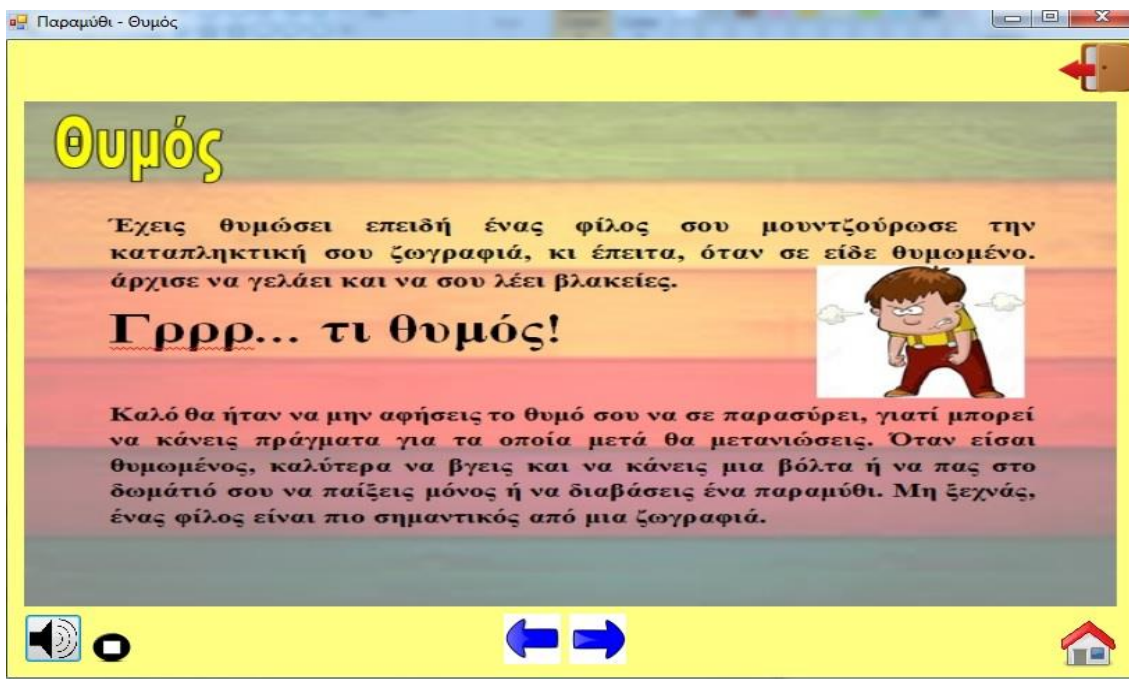 Παραμύθι - Θυμός
Θυμός
Έχεις θυμώσει επειδή ένας φίλος σου μουντζούρωσε την
καταπληκτική σου ζωγραφιά, κι έπειτα, όταν σε είδε θυμωμένο.
άρχισε να γελάει και να σου λέει βλακείες.
Γρρρ... τι θυμός!
Καλό θα ήταν να μην αφήσεις το θυμό σου να σε παρασύρει, γιατί μπορεί
να κάνεις πράγματα για τα οποία μετά θα μετανιώσεις. Όταν είσαι
θυμωμένος, καλύτερα να βγεις και να κάνεις μια βόλτα ή να πας στο
δωμάτιό σου να παίξεις μόνος ή να διαβάσεις ένα παραμύθι. Μη ξεχνάς,
ένας φίλος είναι πιο σημαντικός από μια ζωγραφιά.